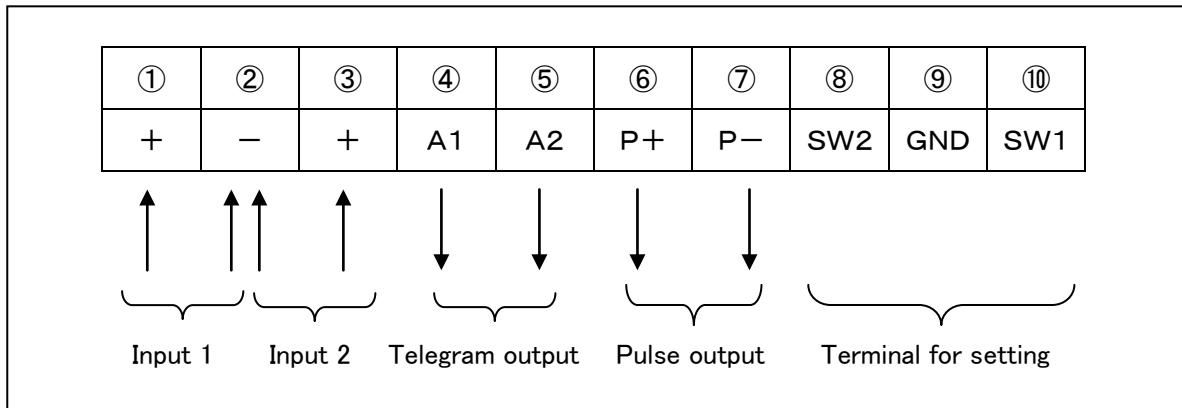 ① ② ③ ④ ⑤ ⑥ ⑦ ⑧ ⑨ ⑩
+ − + A1 A2 P+ P− SW2 GND SW1
Input 1 Input 2 Telegram output Pulse output Terminal for setting